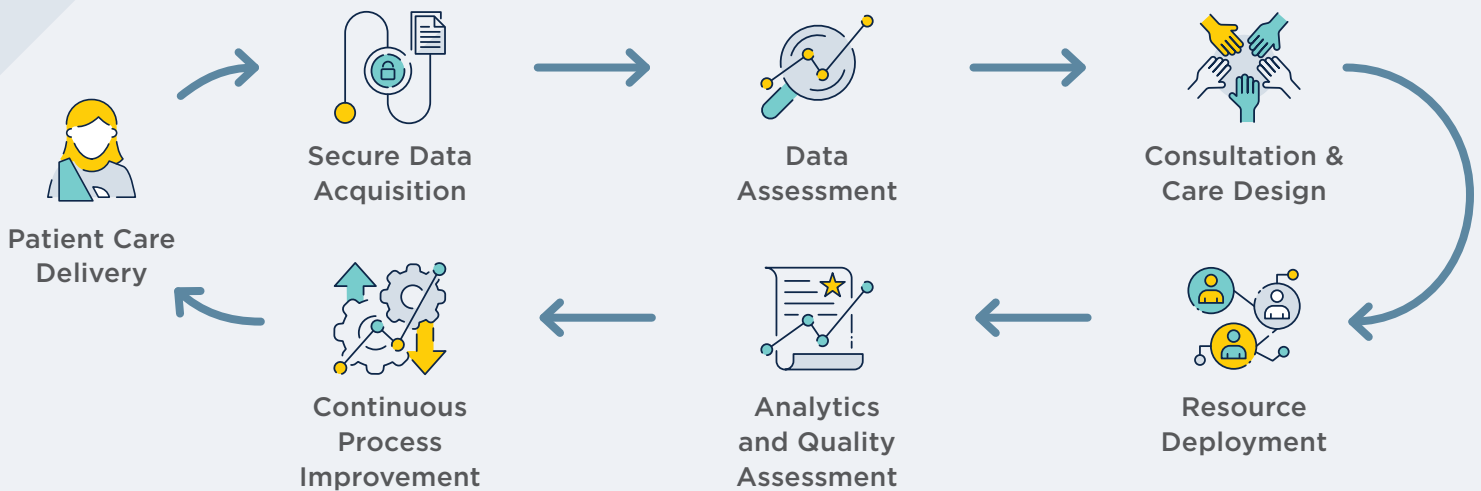 Patient Care
Delivery
Secure Data
Acquisition
Data
Assessment
Consultation &
Care Design
Resource
Deployment
Analytics
and Quality
Assessment
Continuous
Process
Improvement